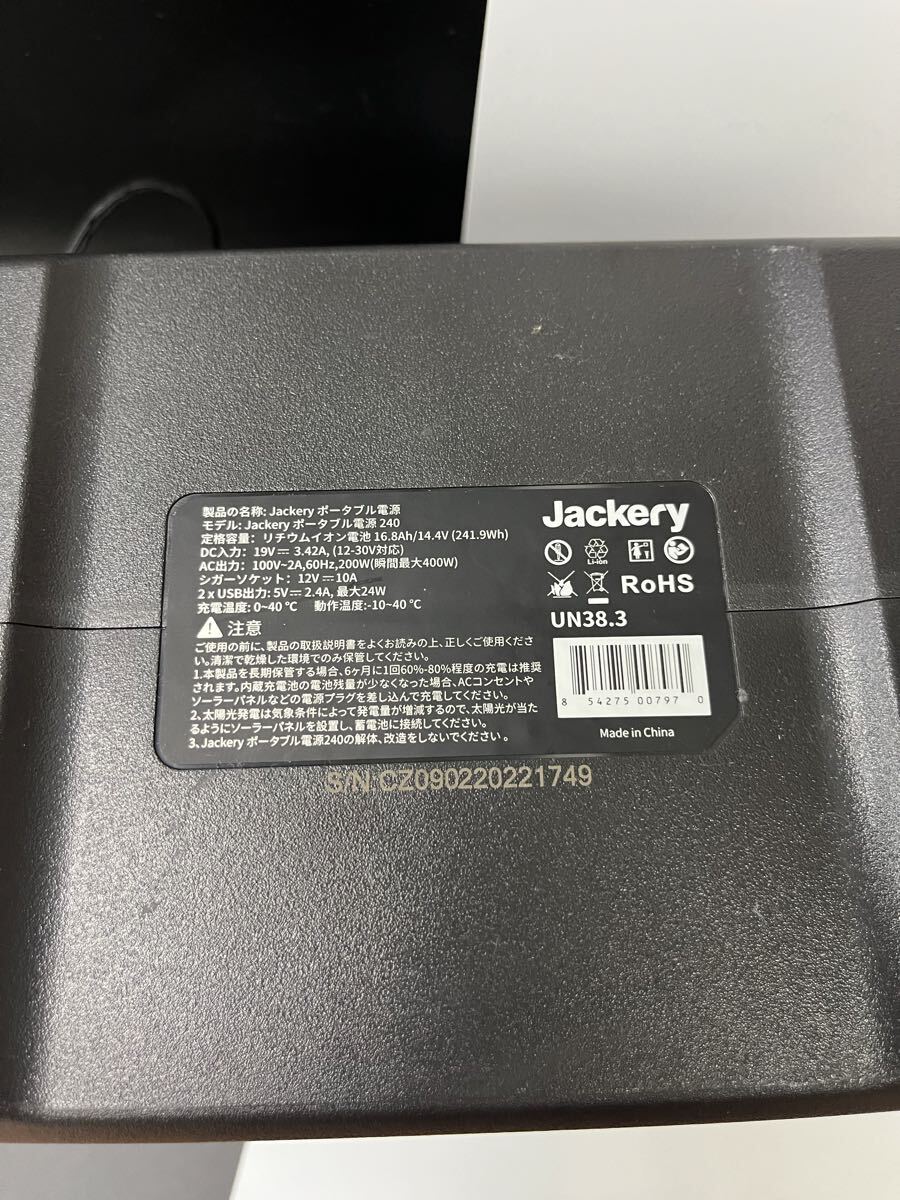 製品の名称: Jackery ポータブル電源
モデル: Jackery ポータブル電源 240
定格容量: リチウムイオン電池 16.8Ah/14.4V (241.9Wh)
DC入力: 19V⎓3.42A, (12-30V対応)
AC出力: 100V~2A,60Hz,200W(瞬間最大400W)
シガーソケット: 12V⎓10A
2 x USB出力: 5V⎓2.4A, 最大24W
充電温度: 0~40 ℃ 動作温度:-10~40 ℃
注意
ご使用の前に、製品の取扱説明書をよくお読みの上、正しくご使用くださ
い。清潔で乾燥した環境でのみ保管してください。
1.本製品を長期保管する場合、6ヶ月に1回60%-80%程度の充電は推奨
されます。内蔵充電池の電池残量が少なくなった場合、ACコンセントや
ソーラーパネルなどの電源プラグを差し込んで充電してください。
2、太陽光発電は気象条件によって発電量が増減するので、太陽光が当た
るようにソーラーパネルを設置し、蓄電池に接続してください。
3、Jackery ポータブル電源240の解体、改造をしないでください 。
Jackery
Li-ion
RoHS
UN38.3
8 54275 00797 0
Made in China
S/N CZ090220221749